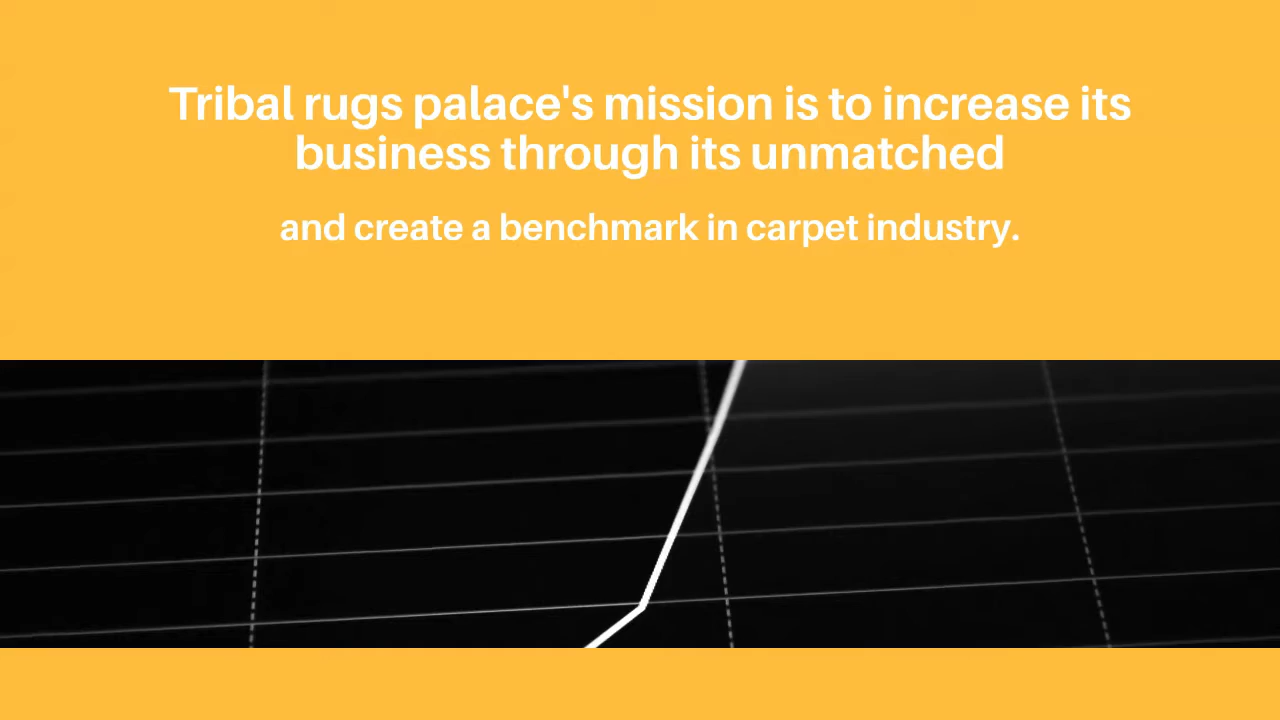 Tribal rugs palace's mission is to increase its
business through its unmatched
and create a benchmark in carpet industry.